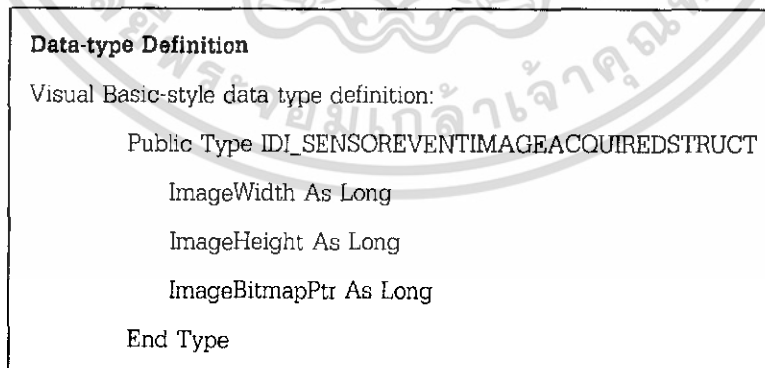 Data-type Definition
Visual Basic-style data type definition:
Public Type IDI_SENSOREVENTIMAGEACQUIREDSTRUCT
ImageWidth As Long
ImageHeight As Long
ImageBitmapPtr As Long
End Type